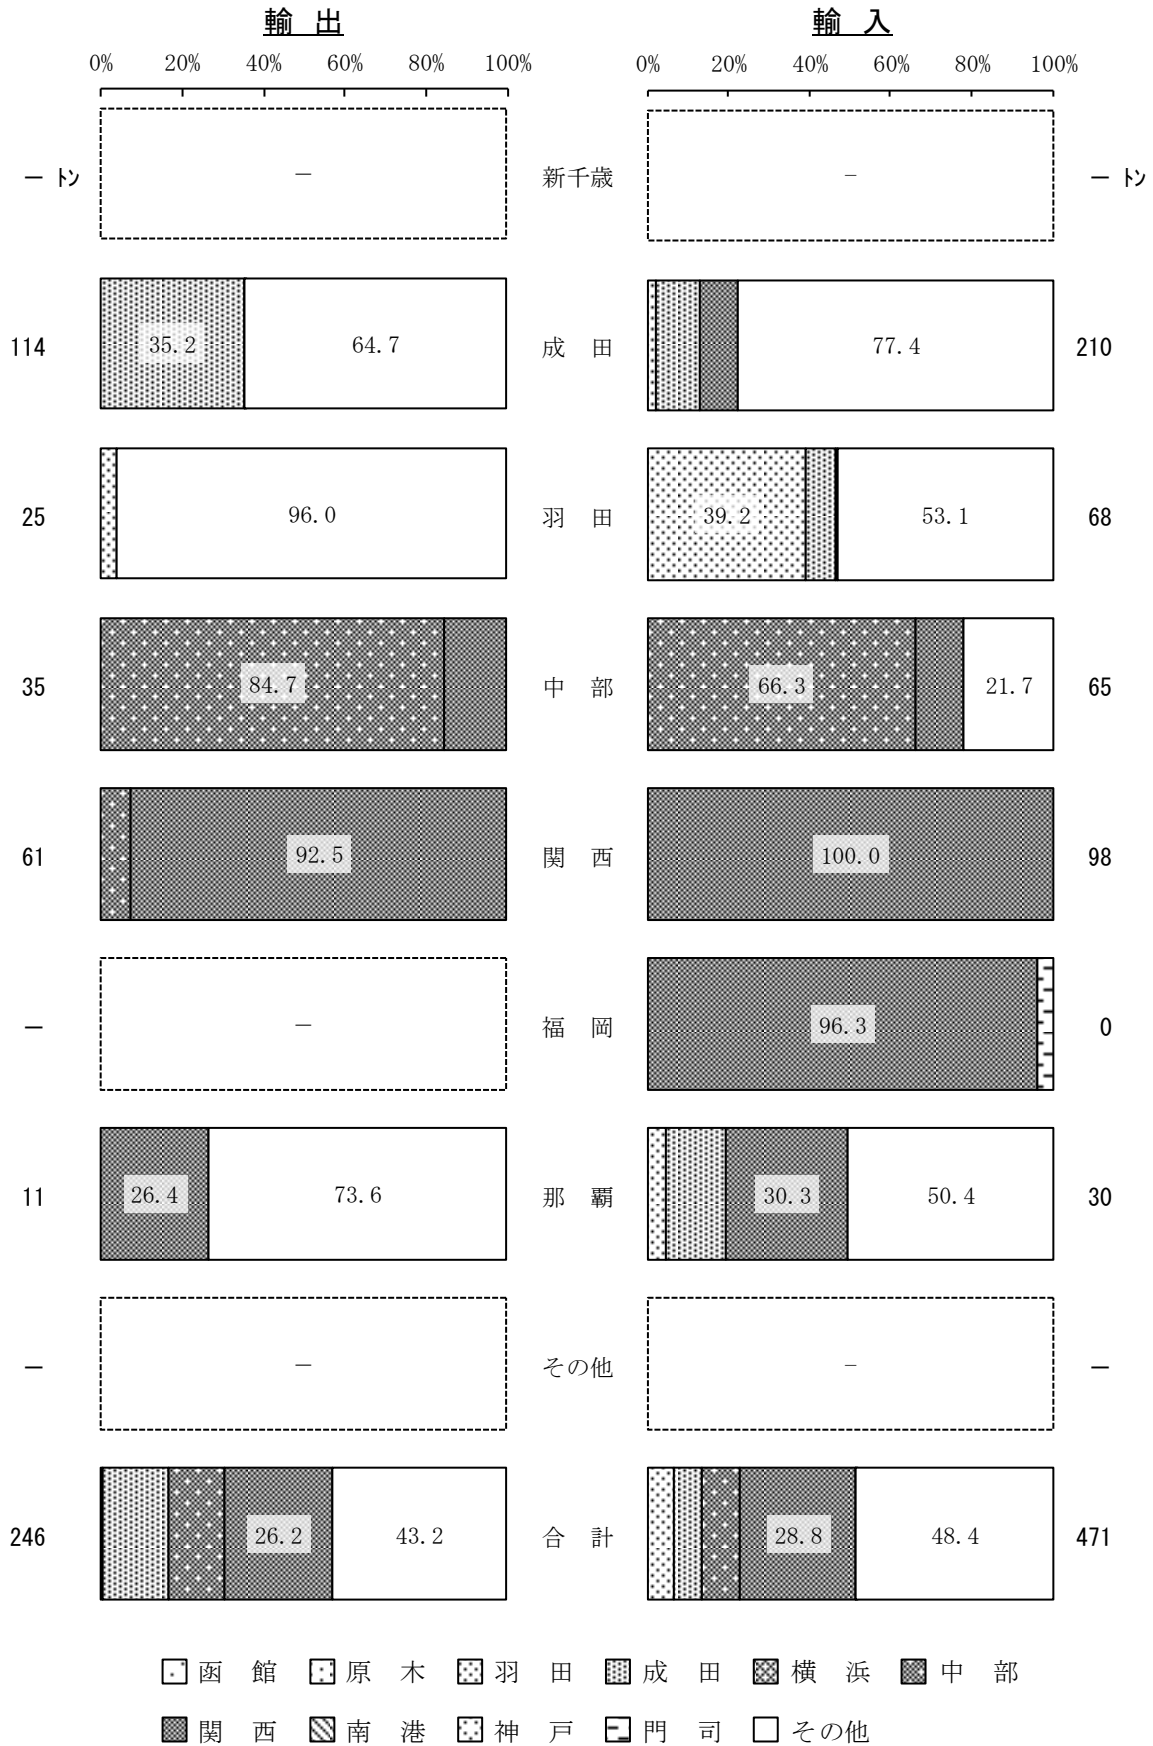 輸 出　輸 入
0% 20% 40% 60% 80% 100%　0% 20% 40% 60% 80% 100%
― トン　－　新千歳　－　― トン
114　35.2　64.7　成　田　77.4　210
25　96.0　羽　田　39.2　53.1　68
35　84.7　中　部　66.3　21.7　65
61　92.5　関　西　100.0　98
―　－　福　岡　96.3　0
11　26.4　73.6　那　覇　30.3　50.4　30
―　－　その他　－　―
246　26.2　43.2　合　計　28.8　48.4　471
函　館　原　木　羽　田　成　田　横　浜　中　部
関　西　南　港　神　戸　門　司　その他